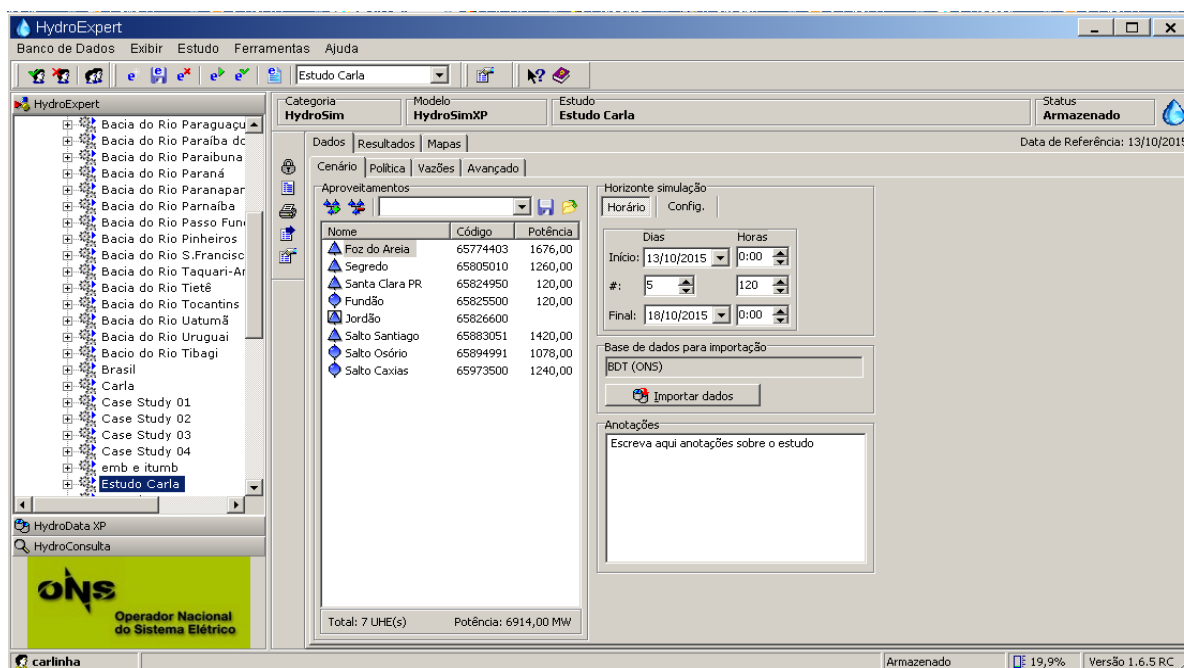 HydroExpert
Banco de Dados Exibir Estudo Ferramentas Ajuda
Estudo Carla
HydroExpert
Bacia do Rio Paraguaçu
Bacia do Rio Paraíba do
Bacia do Rio Paraibuna
Bacia do Rio Paraná
Bacia do Rio Paranapar
Bacia do Rio Parnaíba
Bacia do Rio Passo Fun
Bacia do Rio Pinheiros
Bacia do Rio S.Francisc
Bacia do Rio Taquari-Ar
Bacia do Rio Tietê
Bacia do Rio Tocantins
Bacia do Rio Uatumã
Bacia do Rio Uruguai
Bacio do Rio Tibagi
Brasil
Carla
Case Study 01
Case Study 02
Case Study 03
Case Study 04
emb e itumb
Estudo Carla
HydroData XP
HydroConsulta
ONS
Operador Nacional
do Sistema Elétrico
Categoria Modelo Estudo Status
HydroSim HydroSimXP Estudo Carla Armazenado
Dados Resultados Mapas Data de Referência: 13/10/2015
Cenário Política Vazões Avançado
Aproveitamentos
Nome Código Potência
Foz do Areia 65774403 1676,00
Segredo 65805010 1260,00
Santa Clara PR 65824950 120,00
Fundão 65825500 120,00
Jordão 65826600
Salto Santiago 65883051 1420,00
Salto Osório 65894991 1078,00
Salto Caxias 65973500 1240,00
Total: 7 UHE(s) Potência: 6914,00 MW
Horizonte simulação
Horário Config.
Dias Horas
Início: 13/10/2015 0:00
#: 5 120
Final: 18/10/2015 0:00
Base de dados para importação
BDT (ONS)
Importar dados
Anotações
Escreva aqui anotações sobre o estudo
carlinha Armazenado 19,9% Versão 1.6.5 RC